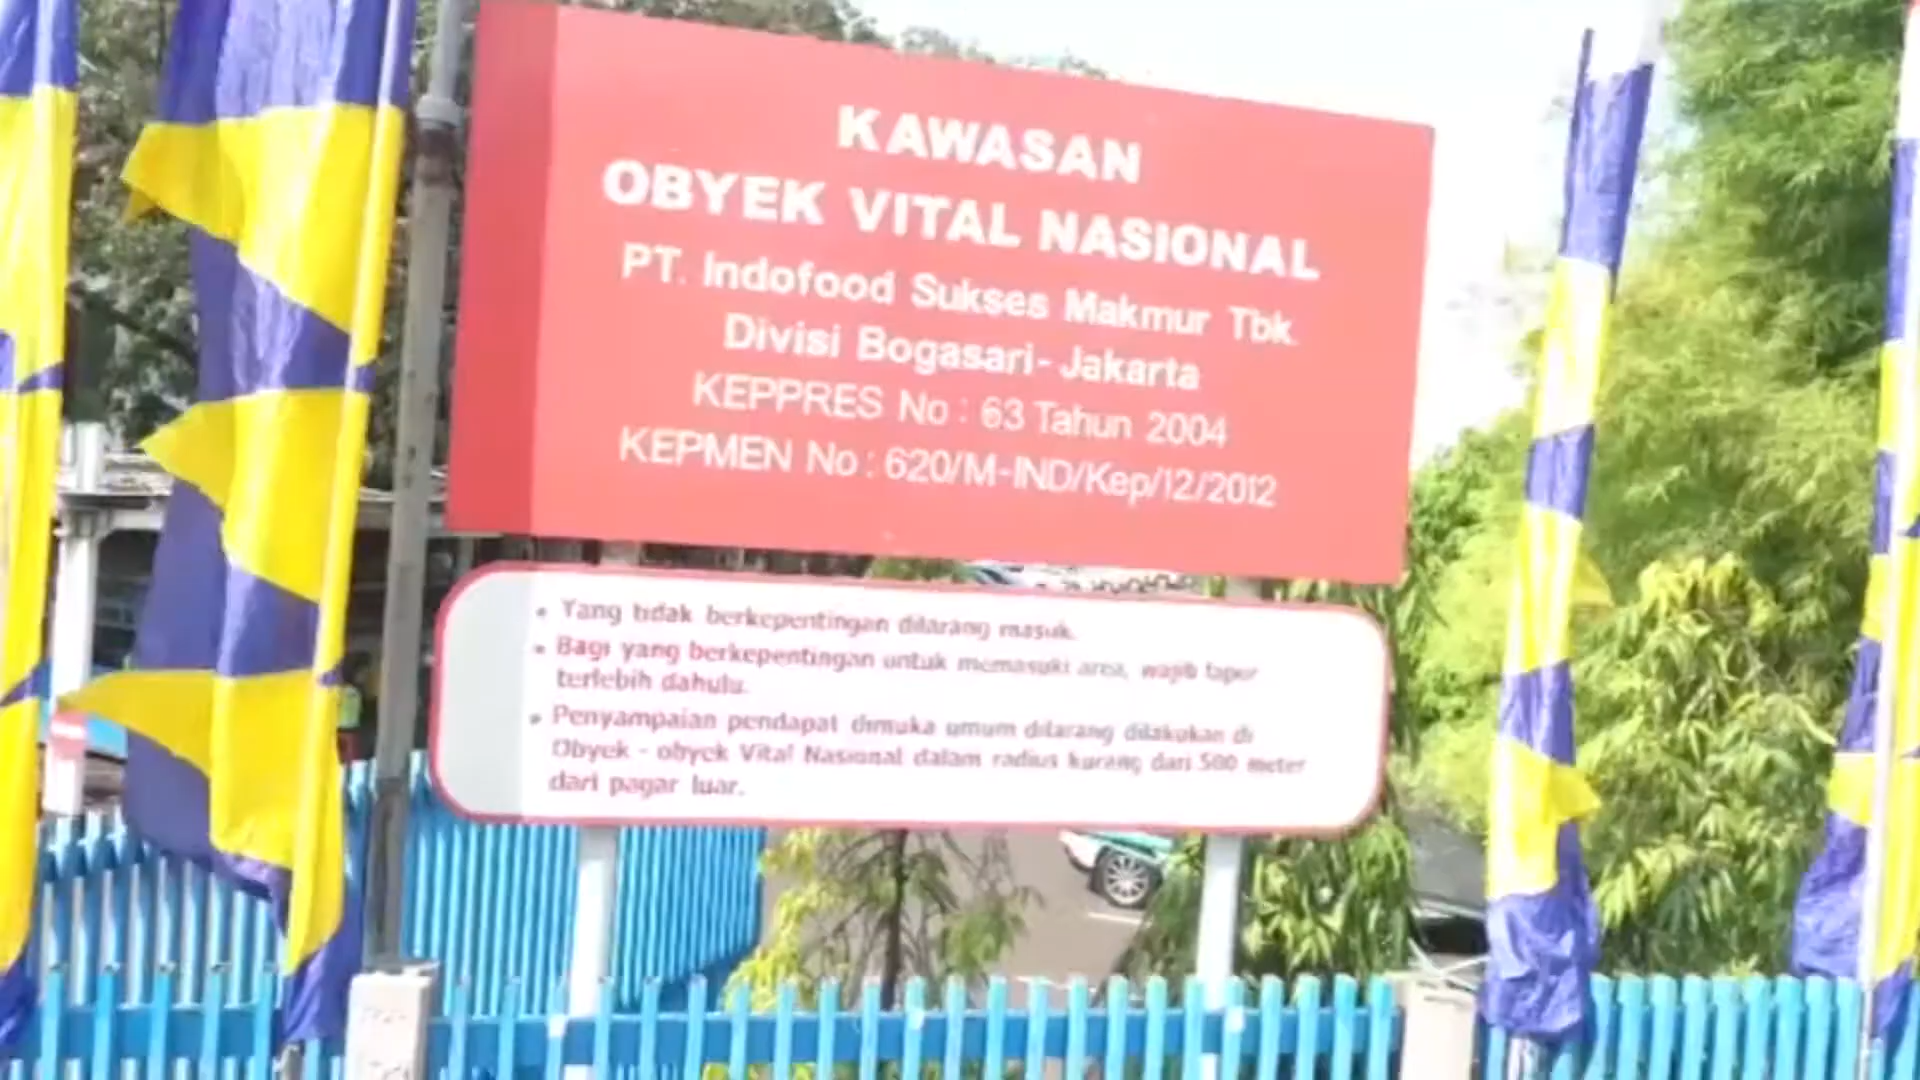 KAWASAN
OBYEK VITAL NASIONAL
PT. Indofood Sukses Makmur Tbk.
Divisi Bogasari-Jakarta
KEPPRES No : 63 Tahun 2004
KEPMEN No : 620/M-IND/Kep/12/2012
• Yang tidak berkepentingan dilarang masuk.
• Bagi yang berkepentingan untuk memasuki area, wajib lapor
terlebih dahulu.
• Penyampaian pendapat dimuka umum dilarang dilakukan di
Obyek - obyek Vital Nasional dalam radius kurang dari 500 meter
dari pagar luar.